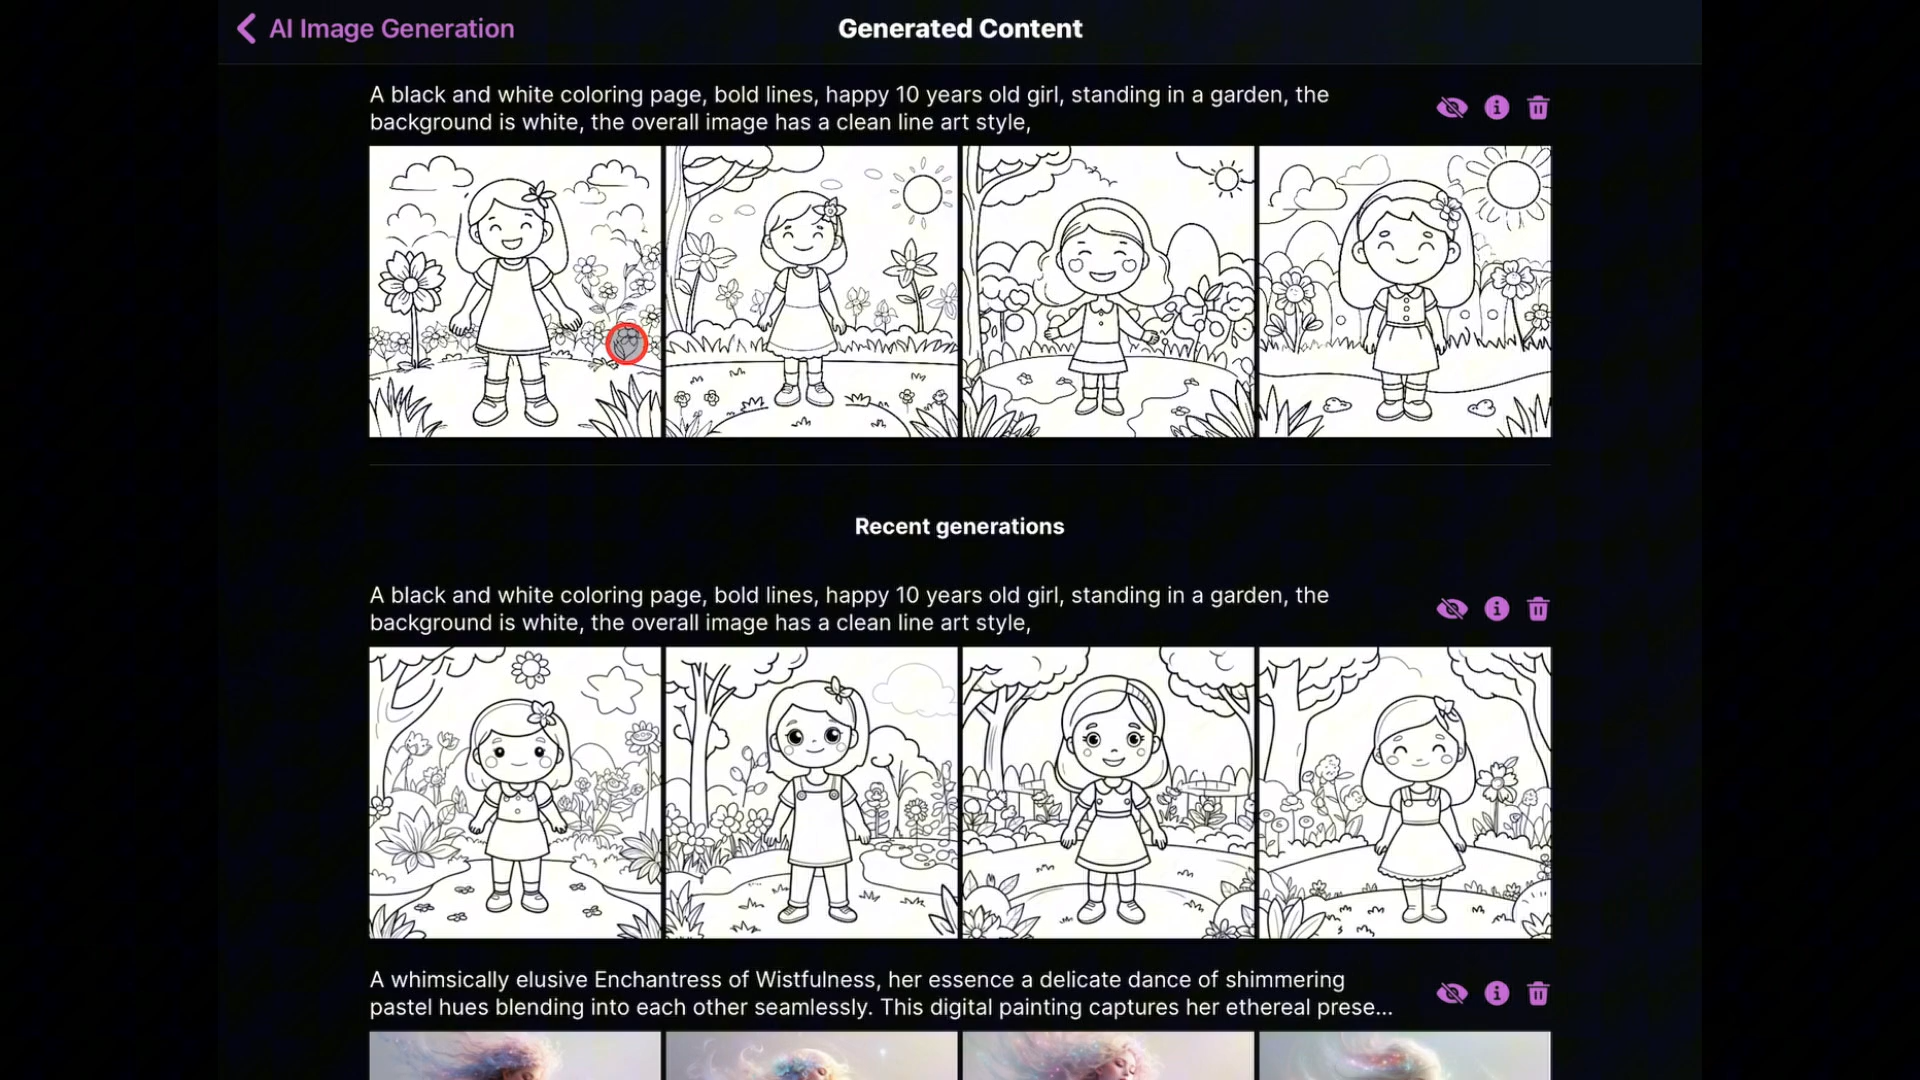 AI Image Generation
Generated Content
A black and white coloring page, bold lines, happy 10 years old girl, standing in a garden, the
background is white, the overall image has a clean line art style,
Recent generations
A black and white coloring page, bold lines, happy 10 years old girl, standing in a garden, the
background is white, the overall image has a clean line art style,
A whimsically elusive Enchantress of Wistfulness, her essence a delicate dance of shimmering
pastel hues blending into each other seamlessly. This digital painting captures her ethereal prese...